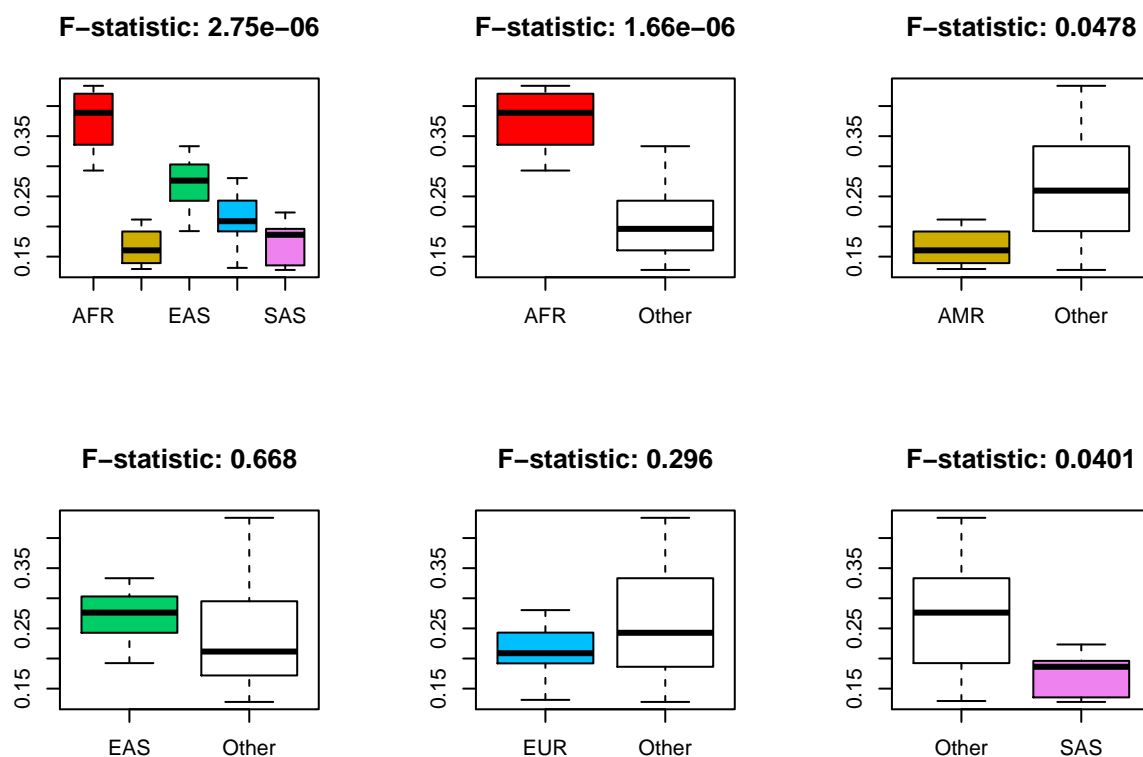 F−statistic: 2.75e−06
F−statistic: 1.66e−06
F−statistic: 0.0478
0.35
0.25
0.15
AFR EAS SAS
0.35
0.25
0.15
AFR Other
0.35
0.25
0.15
AMR Other
F−statistic: 0.668
F−statistic: 0.296
F−statistic: 0.0401
0.35
0.25
0.15
EAS Other
0.35
0.25
0.15
EUR Other
0.35
0.25
0.15
Other SAS